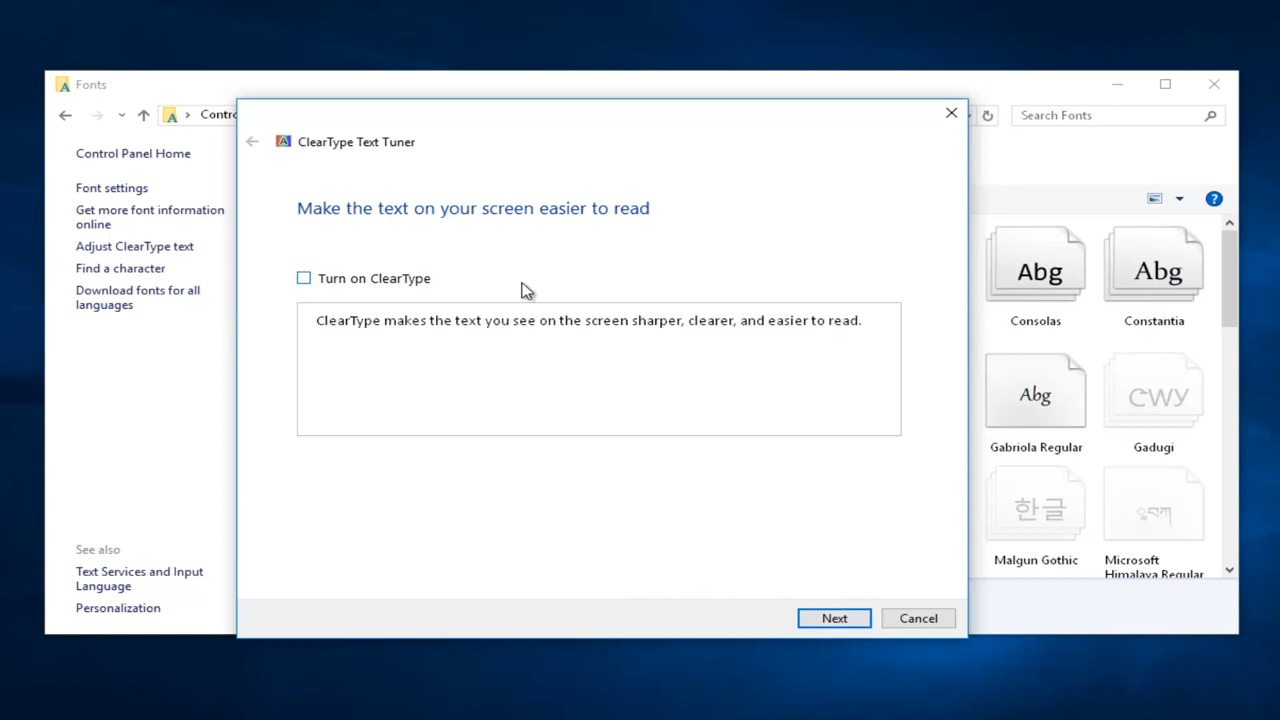 Fonts
Contro
Search Fonts
Control Panel Home
Font settings
Get more font information
online
Adjust ClearType text
Find a character
Download fonts for all
languages
See also
Text Services and Input
Language
Personalization
ClearType Text Tuner
Make the text on your screen easier to read
Turn on ClearType
ClearType makes the text you see on the screen sharper, clearer, and easier to read.
Next
Cancel
?
Abg
Abg
Consolas
Constantia
Abg
ᑕᐧᐃ
Gabriola Regular
Gadugi
한글
Malgun Gothic
Microsoft
Himalaya Regular